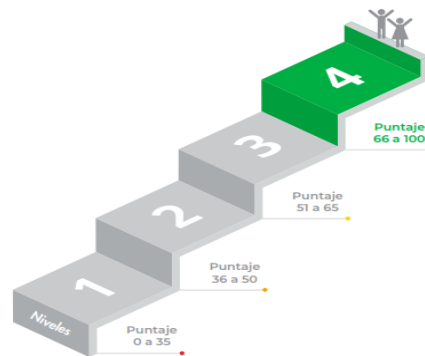 4
Puntaje
66 a 100
3
Puntaje
51 a 65
2
Puntaje
36 a 50
1
Niveles
Puntaje
0 a 35